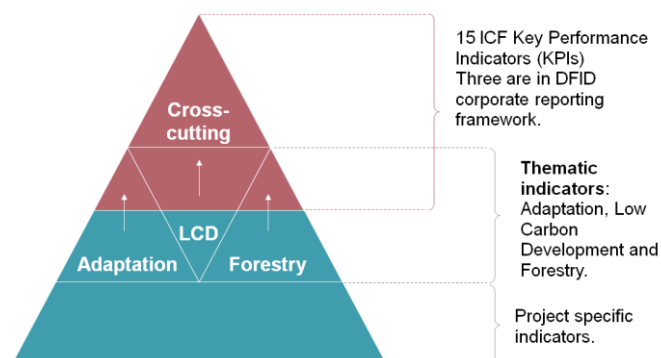 Cross-
cutting
LCD
Adaptation
Forestry
15 ICF Key Performance
Indicators (KPIs)
Three are in DFID
corporate reporting
framework.
Thematic
indicators:
Adaptation, Low
Carbon
Development and
Forestry.
Project specific
indicators.